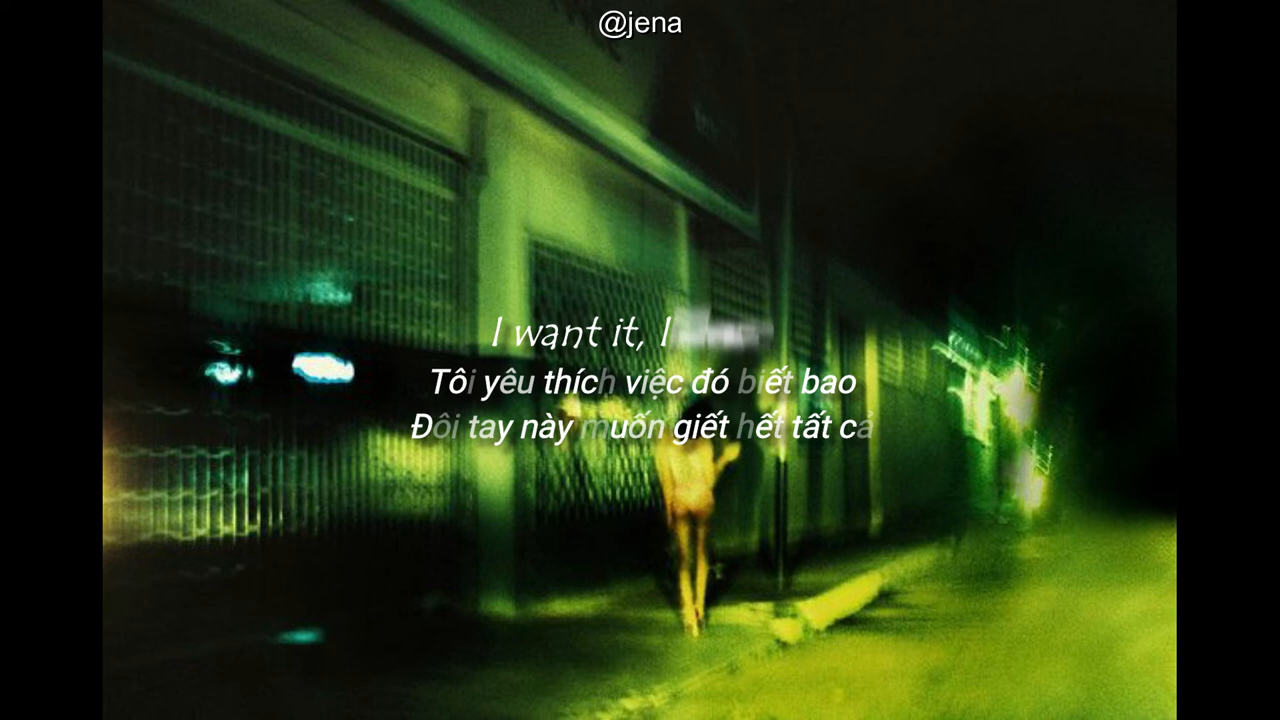 @jena
I want it, I
Tôi yêu thích việc đó biết bao
Đôi tay này muốn giết hết tất cả